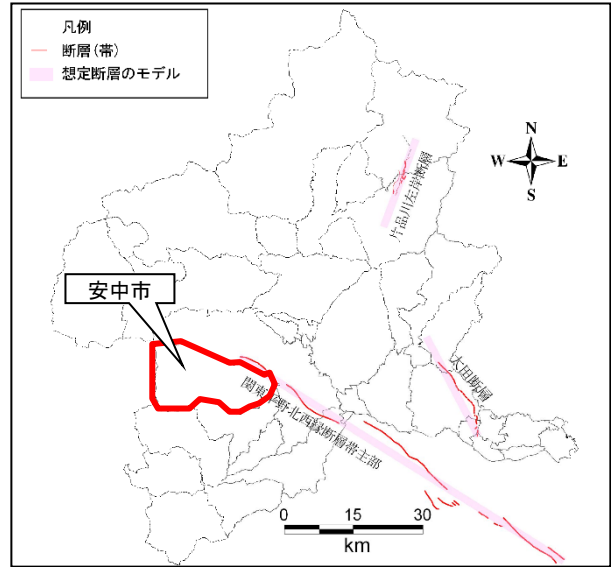 凡例
断層(帯)
想定断層のモデル
N
W E
S
片品川左岸断層
安中市
太田断層
関東平野北西縁断層帯主部
0 15 30
km